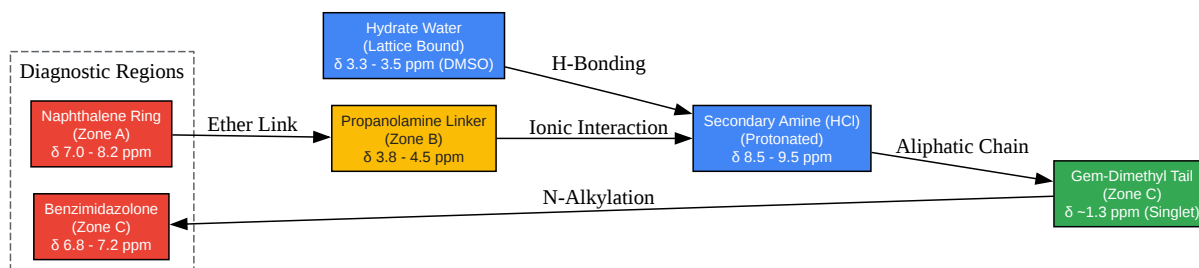 Diagnostic Regions
Naphthalene Ring
(Zone A)
δ 7.0 - 8.2 ppm
Benzimidazolone
(Zone C)
δ 6.8 - 7.2 ppm
Ether Link
Hydrate Water
(Lattice Bound)
δ 3.3 - 3.5 ppm (DMSO)
Propanolamine Linker
(Zone B)
δ 3.8 - 4.5 ppm
H-Bonding
Ionic Interaction
N-Alkylation
Secondary Amine (HCl)
(Protonated)
δ 8.5 - 9.5 ppm
Aliphatic Chain
Gem-Dimethyl Tail
(Zone C)
δ ~1.3 ppm (Singlet)